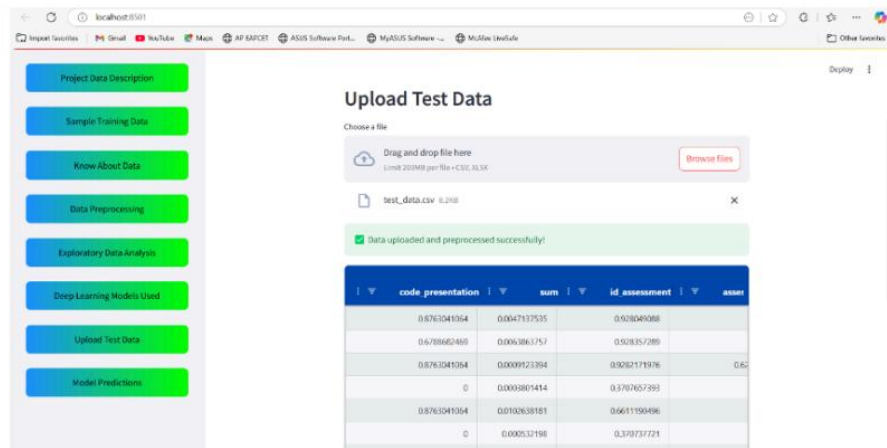 localhost:8501
Import favorites Gmail YouTube Maps AP EAPCET ASUS Software Port... MyASUS Software -... McAfee LiveSafe Other favorites
Deploy
Project Data Description
Sample Training Data
Know About Data
Data Preprocessing
Exploratory Data Analysis
Deep Learning Models Used
Upload Test Data
Model Predictions
Upload Test Data
Choose a file
Drag and drop file here
Limit 200MB per file • CSV, XLSX
Browse files
test_data.csv 8.2KB
Data uploaded and preprocessed successfully!
code_presentation sum id_assessment asses
0.8763041064 0.0047137535 0.928049088
0.6788682469 0.0063863757 0.928357289
0.8763041064 0.0009123394 0.9282171976 0.62
0 0.0003801414 0.3707657393
0.8763041064 0.0102638181 0.6611190496
0 0.000532198 0.370737721